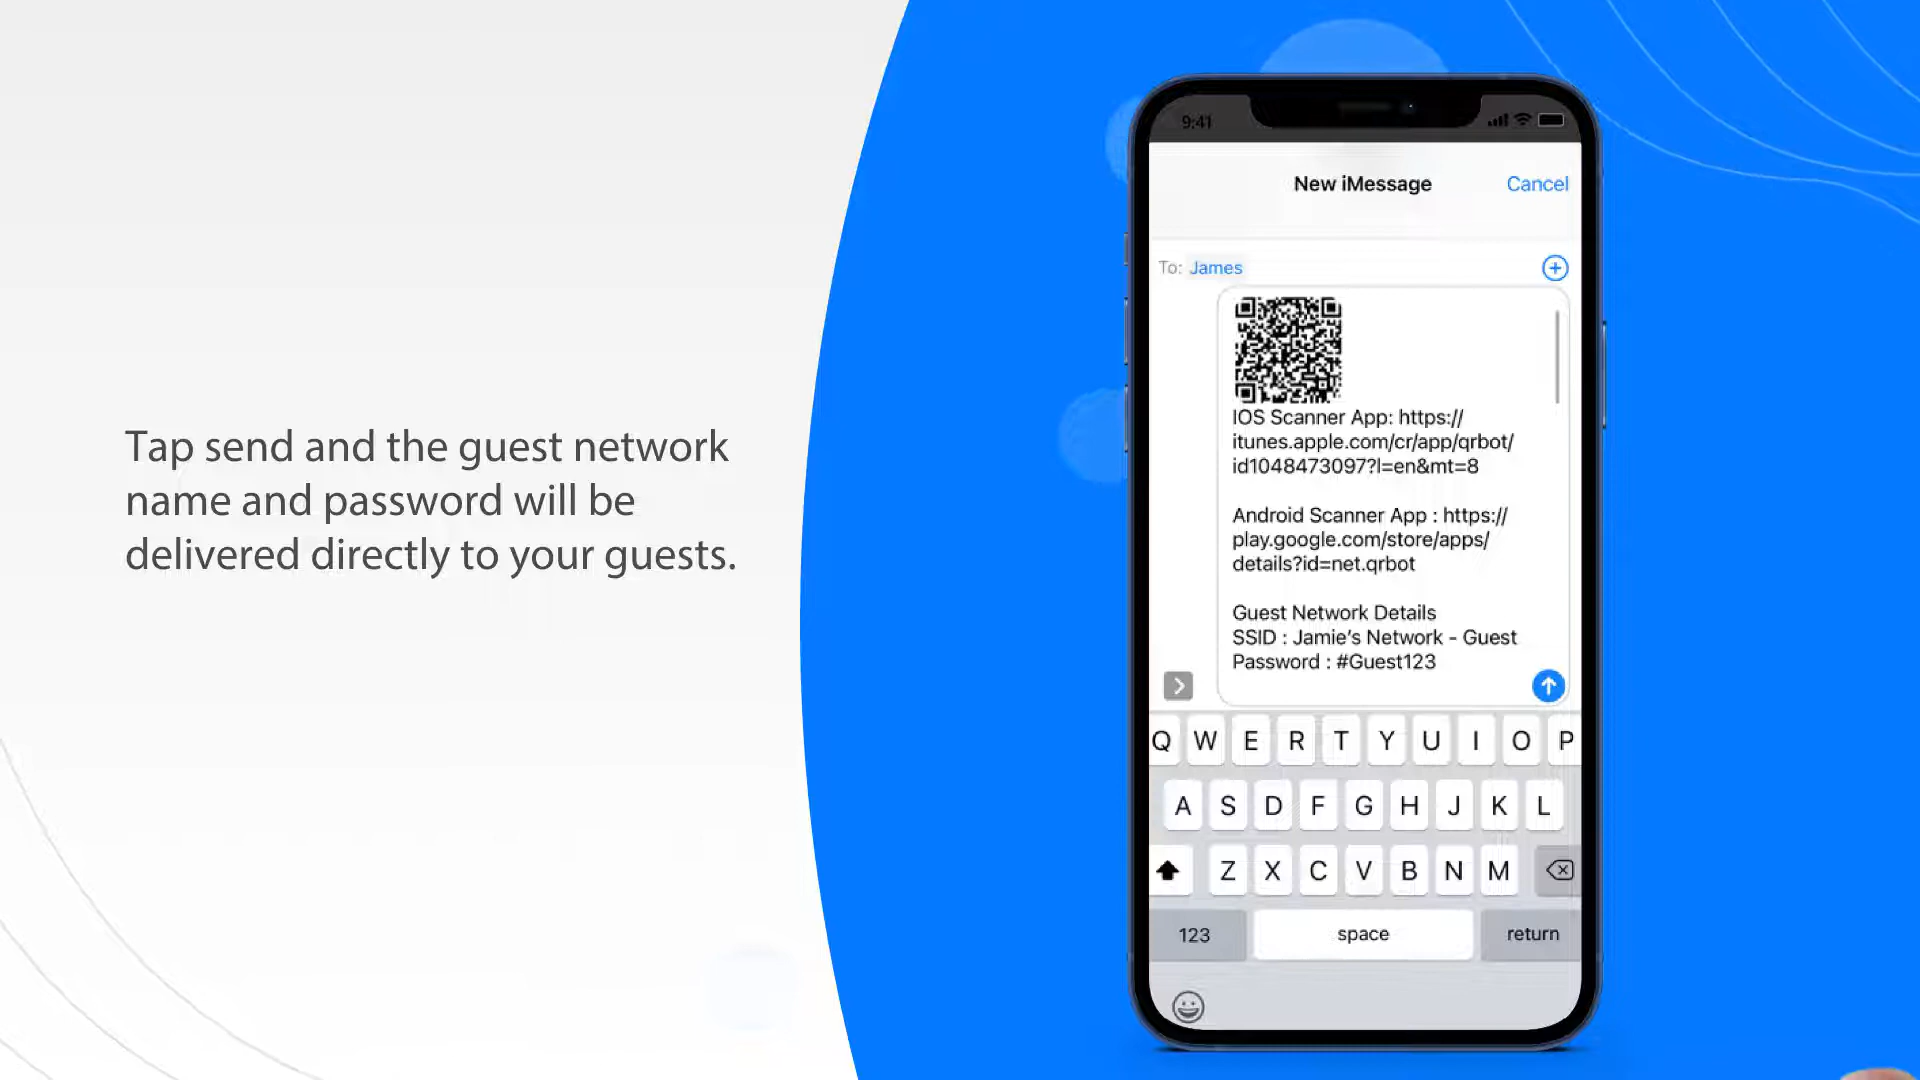 Tap send and the guest network
name and password will be
delivered directly to your guests.
9:41
New iMessage
Cancel
To: James
IOS Scanner App: https://
itunes.apple.com/cr/app/qrbot/
id1048473097?l=en&mt=8
Android Scanner App : https://
play.google.com/store/apps/
details?id=net.qrbot
Guest Network Details
SSID : Jamie's Network - Guest
Password : #Guest123
Q W E R T Y U I O P
A S D F G H J K L
Z X C V B N M
123 space return